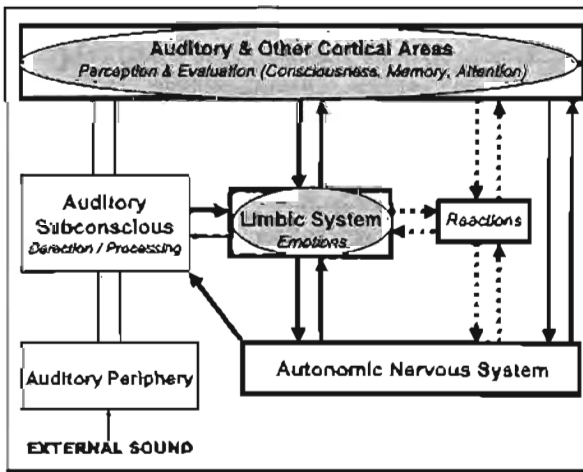 Auditory & Other Cortical Areas
Perception & Evaluation (Consciousness, Memory, Attention)
Auditory
Subconscious
Detection / Processing
Limbic System
Emotions
Reactions
Auditory Periphery
Autonomic Nervous System
EXTERNAL SOUND